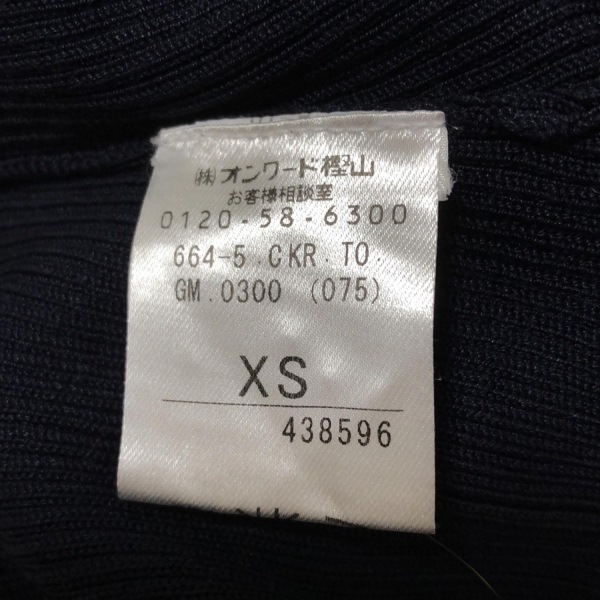 ㈱オンワード樫山
お客様相談室
0120-58-6300
664-5.CKR.TO.
GM.0300 (075)
XS
438596